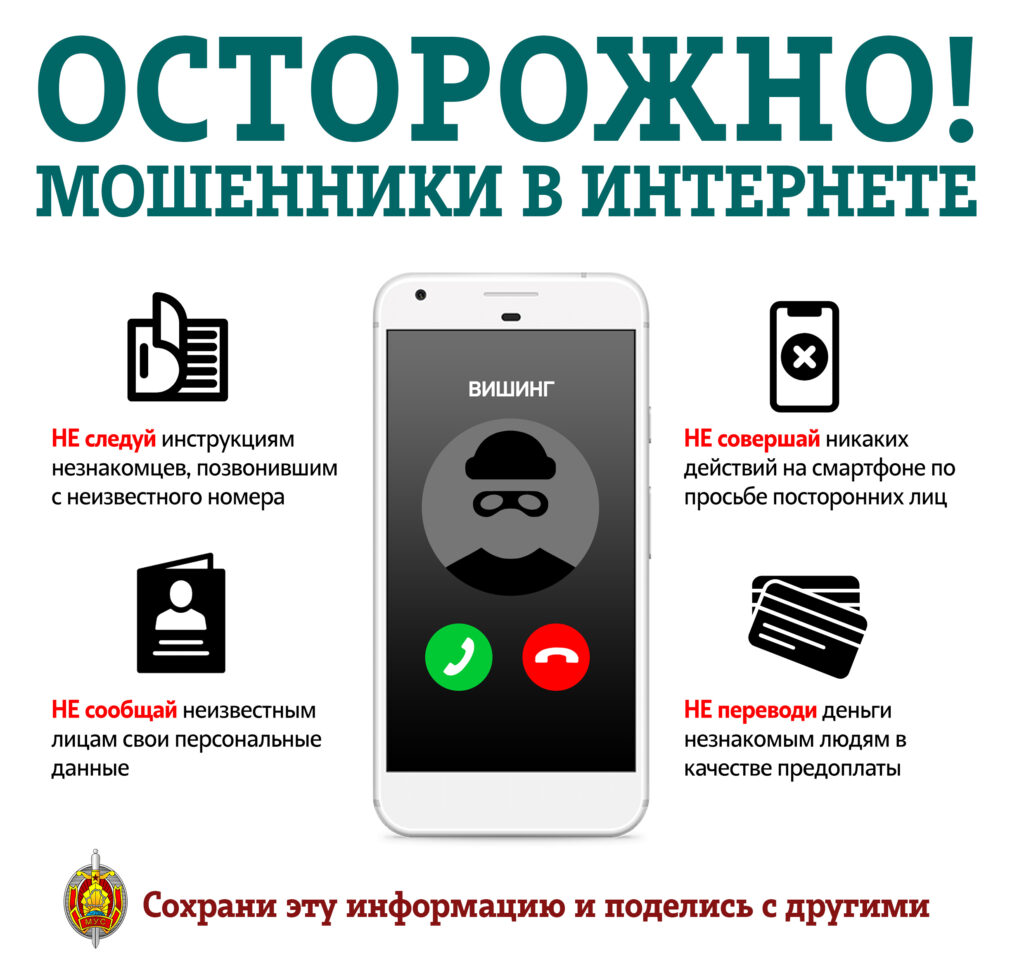 ОСТОРОЖНО!
МОШЕННИКИ В ИНТЕРНЕТЕ
НЕ следуй инструкциям
незнакомцев, позвонившим
с неизвестного номера
ВИШИНГ
НЕ совершай никаких
действий на смартфоне по
просьбе посторонних лиц
НЕ сообщай неизвестным
лицам свои персональные
данные
НЕ переводи деньги
незнакомым людям в
качестве предоплаты
МУС
Сохрани эту информацию и поделись с другими